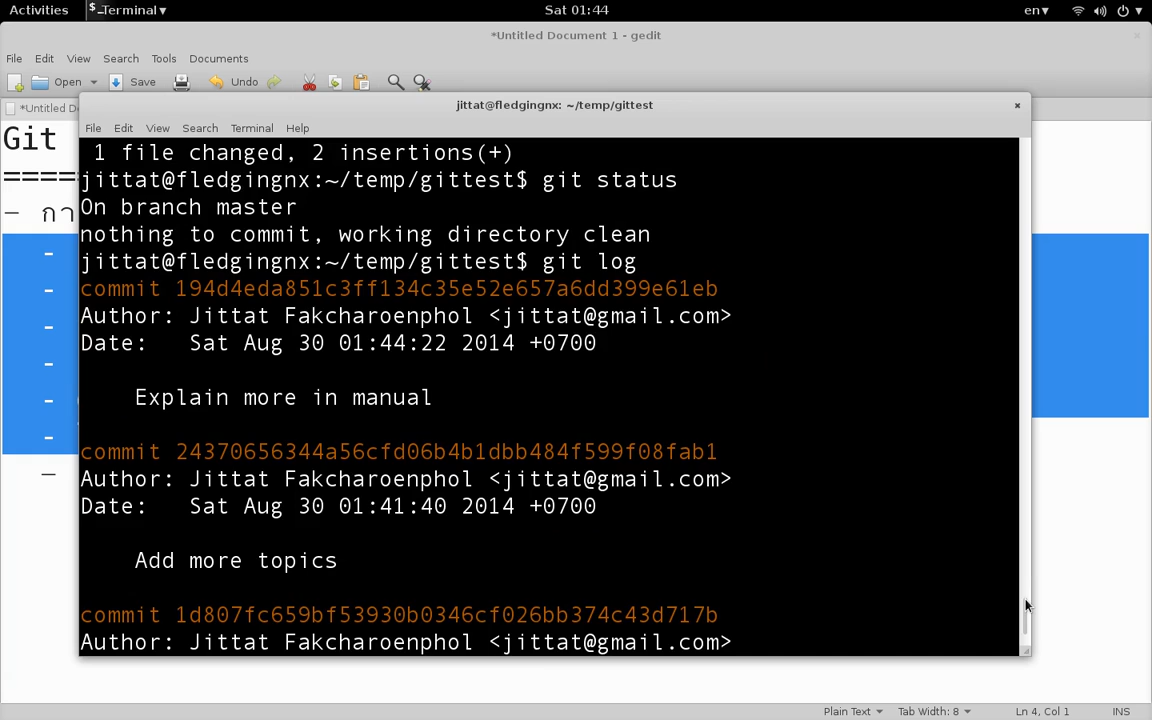 Activities
Terminal
Sat 01:44
en
*Untitled Document 1 - gedit
File Edit View Search Tools Documents
Open Save Undo
*Untitled D
Git
====
- กา
-
-
-
-
-
-
-
jittat@fledgingnx: ~/temp/gittest
File Edit View Search Terminal Help
1 file changed, 2 insertions(+)
jittat@fledgingnx:~/temp/gittest$ git status
On branch master
nothing to commit, working directory clean
jittat@fledgingnx:~/temp/gittest$ git log
commit 194d4eda851c3ff134c35e52e657a6dd399e61eb
Author: Jittat Fakcharoenphol <jittat@gmail.com>
Date:   Sat Aug 30 01:44:22 2014 +0700
Explain more in manual
commit 24370656344a56cfd06b4b1dbb484f599f08fab1
Author: Jittat Fakcharoenphol <jittat@gmail.com>
Date:   Sat Aug 30 01:41:40 2014 +0700
Add more topics
commit 1d807fc659bf53930b0346cf026bb374c43d717b
Author: Jittat Fakcharoenphol <jittat@gmail.com>
Plain Text Tab Width: 8 Ln 4, Col 1 INS